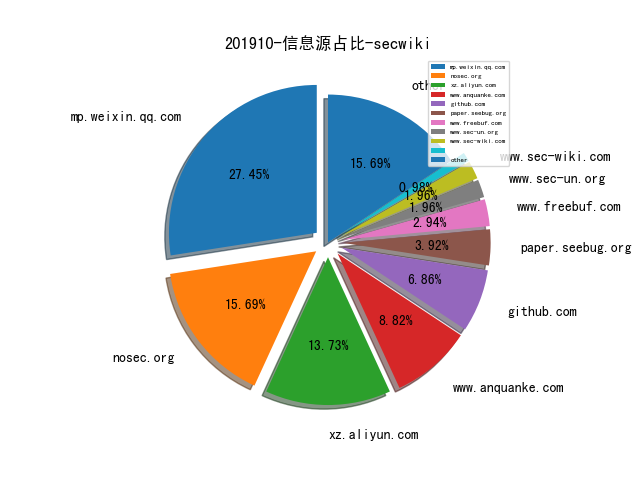 201910-信息源占比-secwiki
mp.weixin.qq.com
27.45%
nosec.org
15.69%
xz.aliyun.com
13.73%
www.anquanke.com
8.82%
github.com
6.86%
paper.seebug.org
3.92%
www.freebuf.com
2.94%
www.sec-un.org
1.96%
www.sec-wiki.com
1.96%
0.98%
15.69%
mp.weixin.qq.com
nosec.org
xz.aliyun.com
www.anquanke.com
github.com
paper.seebug.org
www.freebuf.com
www.sec-un.org
www.sec-wiki.com
other